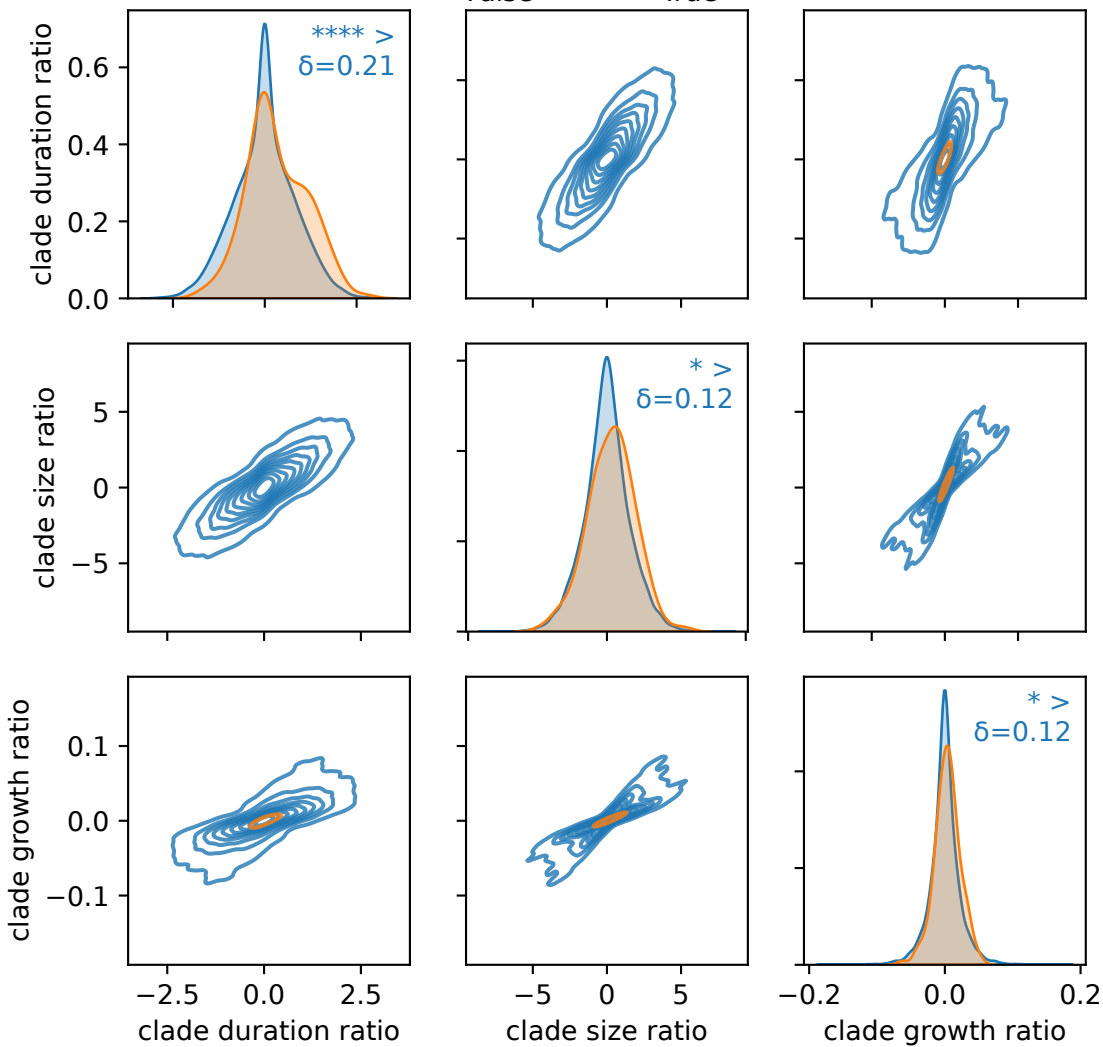 clade duration ratio
0.6
0.4
0.2
0.0
**** >
δ=0.21
clade size ratio
5
0
−5
* >
δ=0.12
clade growth ratio
0.1
0.0
−0.1
* >
δ=0.12
−2.5 0.0 2.5
−5 0 5
−0.2 0.0 0.2
clade duration ratio
clade size ratio
clade growth ratio